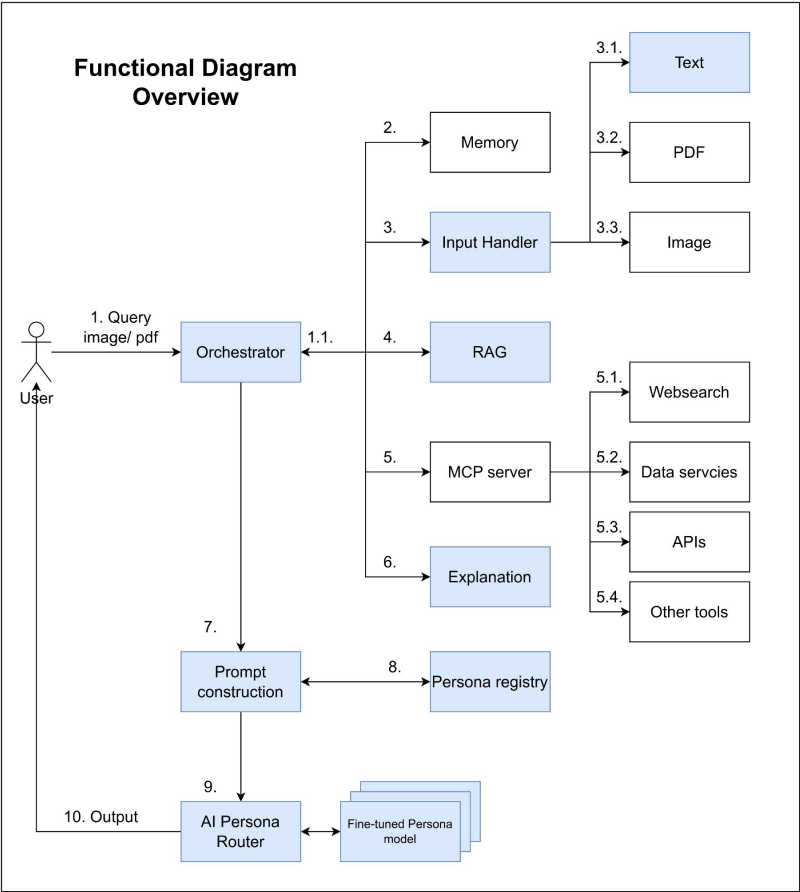 Functional Diagram
Overview
3.1.
Text
2.
Memory
3.2.
PDF
3.
Input Handler
3.3.
Image
1. Query
image/ pdf
User
Orchestrator
1.1.
4.
RAG
5.1.
Websearch
5.
MCP server
5.2.
Data servcies
5.3.
APIs
6.
Explanation
5.4.
Other tools
7.
Prompt
construction
8.
Persona registry
9.
10. Output
AI Persona
Router
Fine-tuned Persona
model